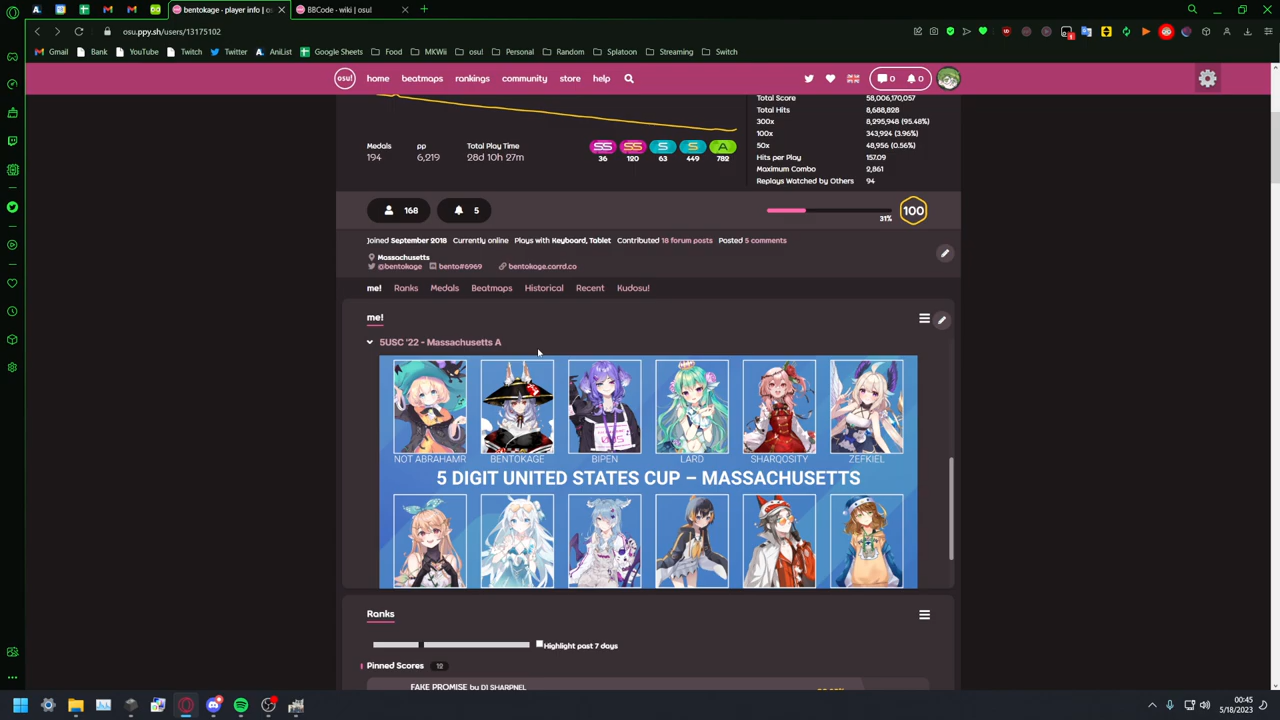 bentokage - player info | o
BBCode - wiki | osu!
osu.ppy.sh/users/13175102
Gmail Bank YouTube Twitch Twitter AniList Google Sheets Food MKWii osu! Personal Random Splatoon Streaming Switch
osu! home beatmaps rankings community store help 0 0
Total Score 58,006,170,057
Total Hits 8,688,828
300x 8,295,948 (95.48%)
100x 343,924 (3.96%)
50x 48,956 (0.56%)
Hits per Play 157.09
Maximum Combo 2,861
Replays Watched by Others 94
Medals pp Total Play Time
194 6,219 28d 10h 27m
SS SS S S A
36 120 63 449 782
168 5 31% 100
Joined September 2018 Currently online Plays with Keyboard, Tablet Contributed 18 forum posts Posted 5 comments
Massachusetts
@bentokage bento#6969 bentokage.carrd.co
me! Ranks Medals Beatmaps Historical Recent Kudosu!
me!
5USC '22 - Massachusetts A
NOT ABRAHAMR BENTOKAGE BIPEN LARD SHARQOSITY ZEFKIEL
5 DIGIT UNITED STATES CUP – MASSACHUSETTS
Ranks
Highlight past 7 days
Pinned Scores 12
FAKE PROMISE by D1 SHARPNEL
00:45
5/18/2023